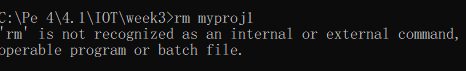 C:\Pe 4\4.1\IOT\week3>rm myproj1
'rm' is not recognized as an internal or external command,
operable program or batch file.